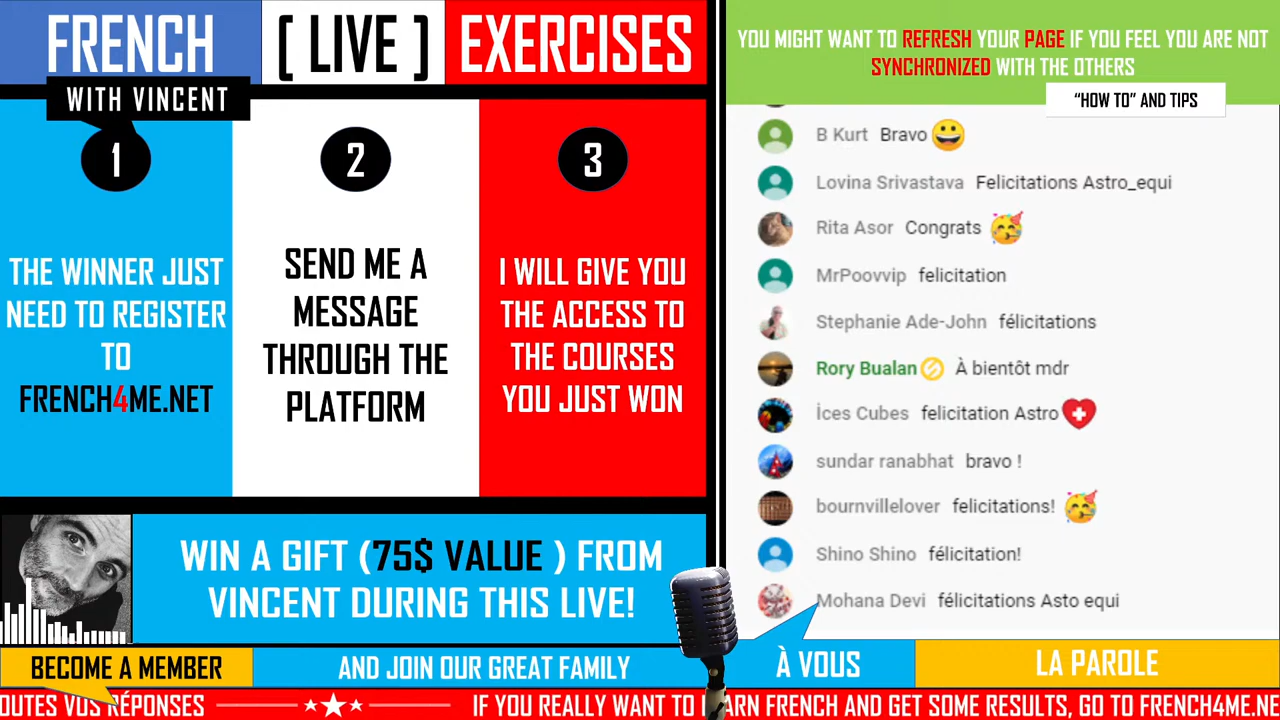 FRENCH [ LIVE ] EXERCISES
WITH VINCENT
1
THE WINNER JUST
NEED TO REGISTER
TO
FRENCH4ME.NET
2
SEND ME A
MESSAGE
THROUGH THE
PLATFORM
3
I WILL GIVE YOU
THE ACCESS TO
THE COURSES
YOU JUST WON
WIN A GIFT (75$ VALUE ) FROM
VINCENT DURING THIS LIVE!
BECOME A MEMBER
AND JOIN OUR GREAT FAMILY
YOU MIGHT WANT TO REFRESH YOUR PAGE IF YOU FEEL YOU ARE NOT
SYNCHRONIZED WITH THE OTHERS
“HOW TO” AND TIPS
B Kurt Bravo
Lovina Srivastava Felicitations Astro_equi
Rita Asor Congrats
MrPoovvip felicitation
Stephanie Ade-John félicitations
Rory Bualan À bientôt mdr
İces Cubes felicitation Astro
sundar ranabhat bravo !
bournvillelover felicitations!
Shino Shino félicitation!
Mohana Devi félicitations Asto equi
À VOUS
LA PAROLE
OUTES VOS RÉPONSES IF YOU REALLY WANT TO ARN FRENCH AND GET SOME RESULTS, GO TO FRENCH4ME.NE